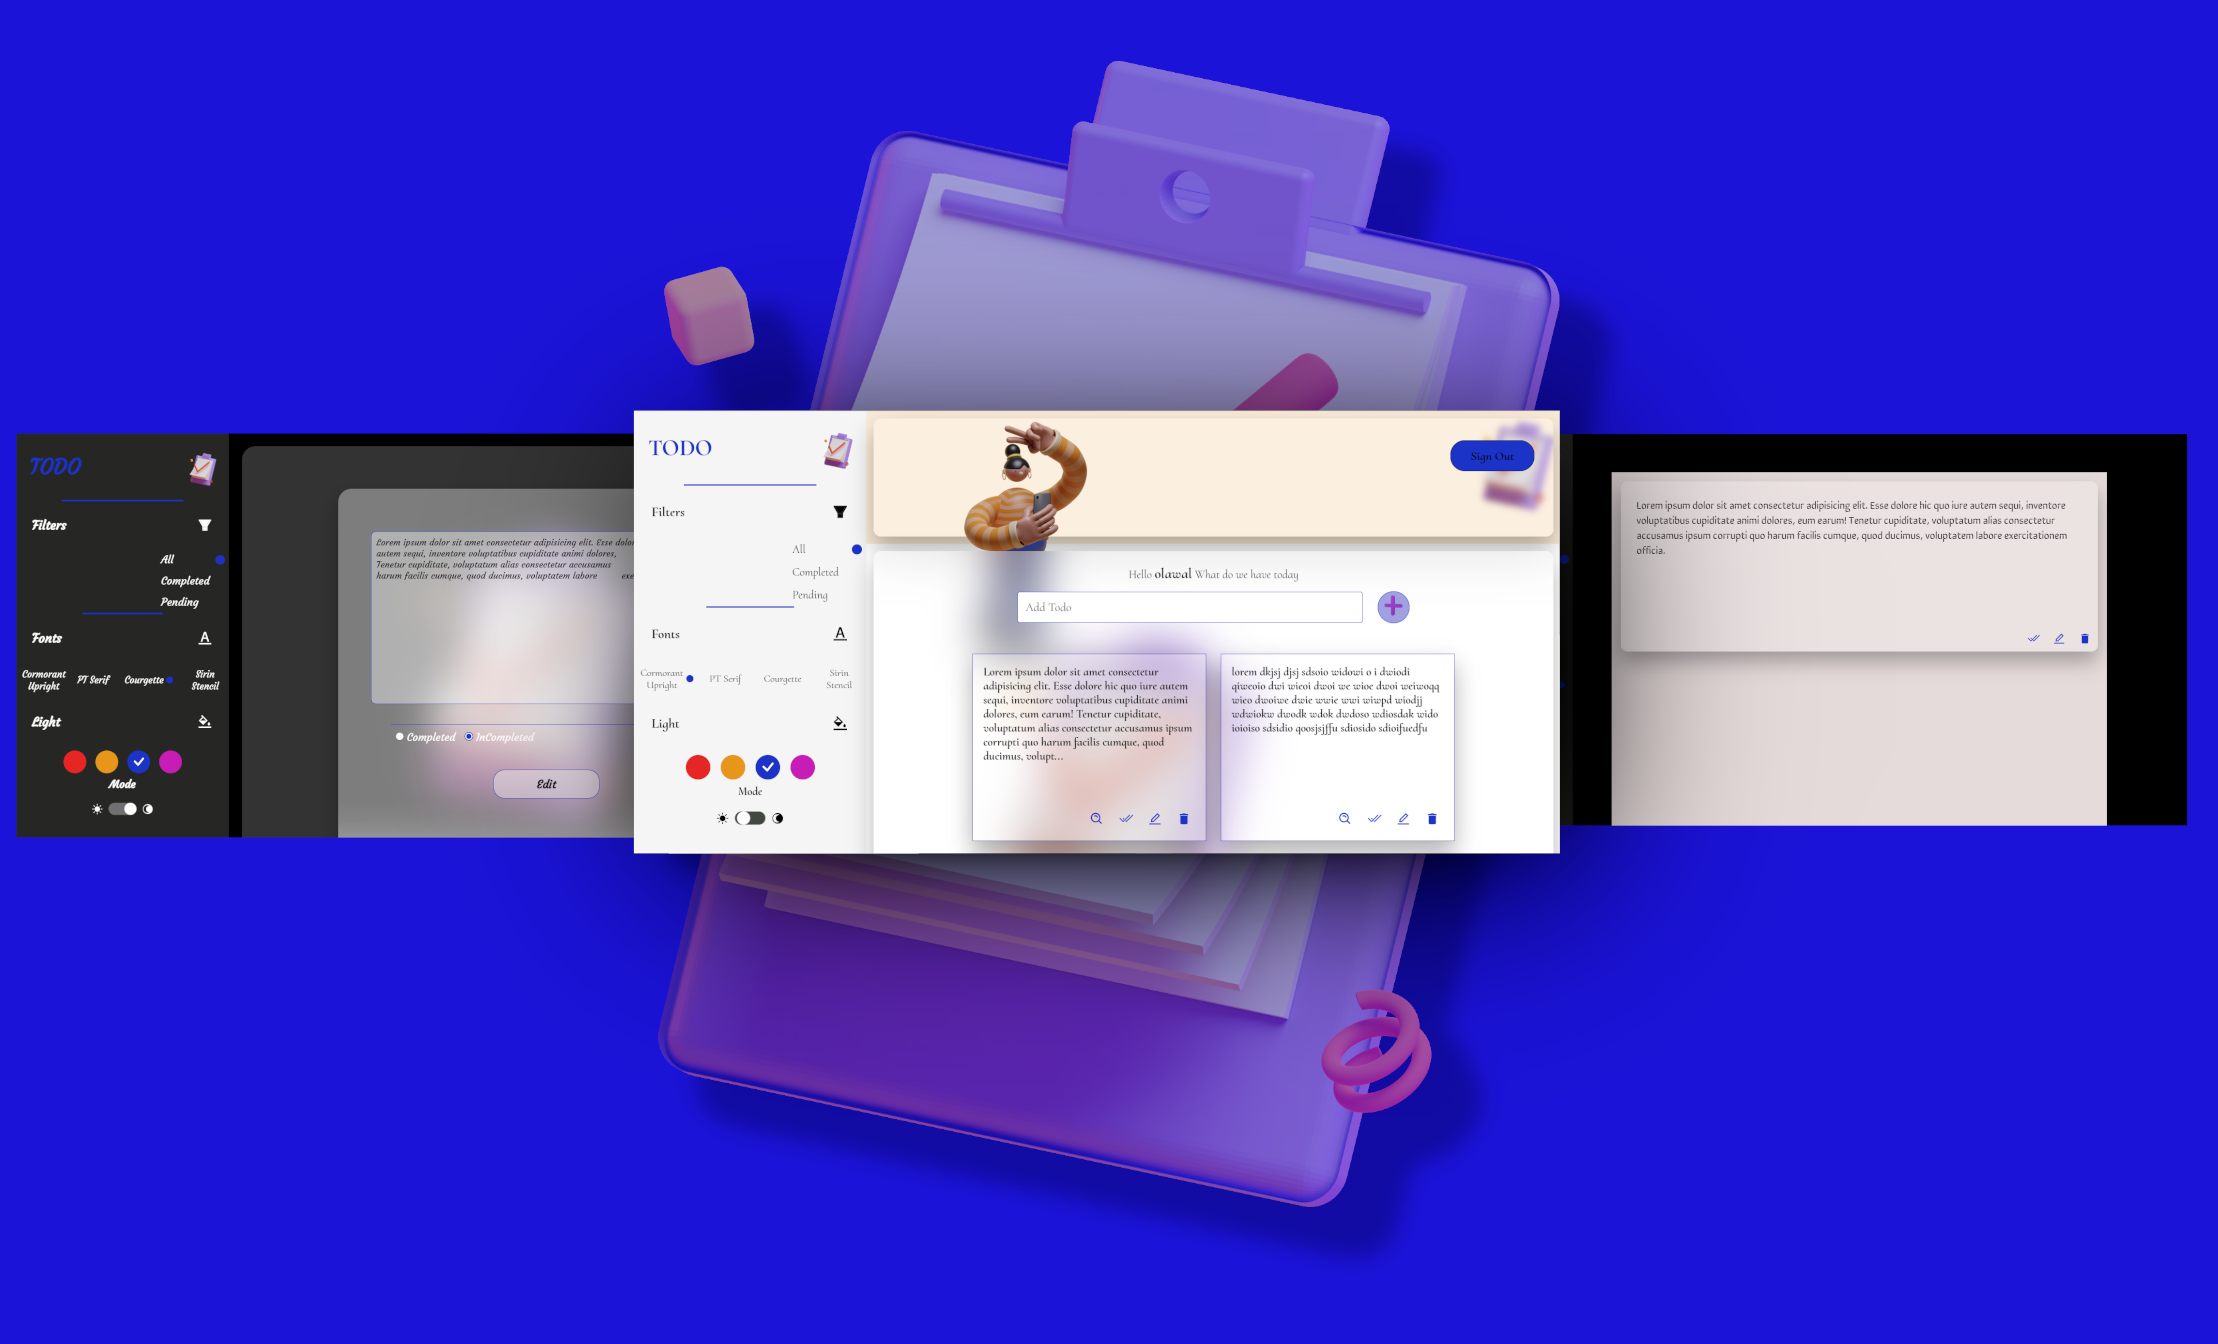 TODO
Filters
All
Completed
Pending
Fonts
Cormorant
Upright
PT Serif
Courgette
Sirin
Stencil
Light
Mode
Lorem ipsum dolor sit amet consectetur adipisicing elit. Esse dolor
autem sequi, inventore voluptatibus cupiditate animi dolores,
Tenetur cupiditate, voluptatum alias consectetur accusamus
harum facilis cumque, quod ducimus, voluptatem labore exe
Completed
InCompleted
Edit
TODO
Filters
All
Completed
Pending
Fonts
Cormorant
Upright
PT Serif
Courgette
Sirin
Stencil
Light
Mode
Sign Out
Hello olawal What do we have today
Add Todo
Lorem ipsum dolor sit amet consectetur
adipisicing elit. Esse dolore hic quo iure autem
sequi, inventore voluptatibus cupiditate animi
dolores, eum earum! Tenetur cupiditate,
voluptatum alias consectetur accusamus ipsum
corrupti quo harum facilis cumque, quod
ducimus, volupt...
lorem dkjsj djsj sdsoio widowi o i dwiodi
qiweoio dwi wieoi dwoi we wioe dwoi weiwoqq
wieo dwoiwe dwie wwie wwi wiwpd wiodjj
wdwiokw dwodk wdok dwdoso wdiosdak wido
ioioiso sdsidio qoosjsjffu sdiosido sdioifuedfu
Lorem ipsum dolor sit amet consectetur adipisicing elit. Esse dolore hic quo iure autem sequi, inventore
voluptatibus cupiditate animi dolores, eum earum! Tenetur cupiditate, voluptatum alias consectetur
accusamus ipsum corrupti quo harum facilis cumque, quod ducimus, voluptatem labore exercitationem
officia.